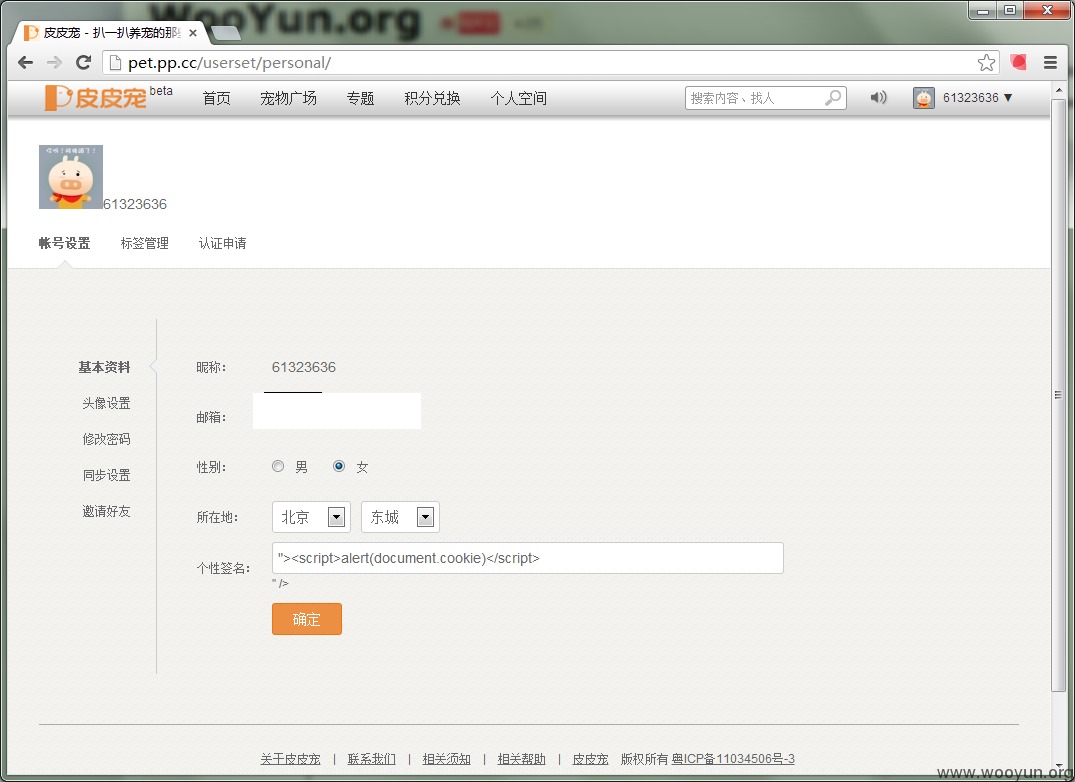 WooYun.org
皮皮宠 - 扒一扒养宠的那
pet.pp.cc/userset/personal/
皮皮宠 beta 首页 宠物广场 专题 积分兑换 个人空间 搜索内容、找人 61323636 ▼
61323636
帐号设置 标签管理 认证申请
基本资料 昵称: 61323636
头像设置
邮箱:
修改密码
性别: 男 女
同步设置
邀请好友 所在地: 北京 东城
个性签名: "><script>alert(document.cookie)</script>
" />
确定
关于皮皮宠 | 联系我们 | 相关须知 | 相关帮助 | 皮皮宠 版权所有 粤ICP备11034506号-3
www.wooyun.org